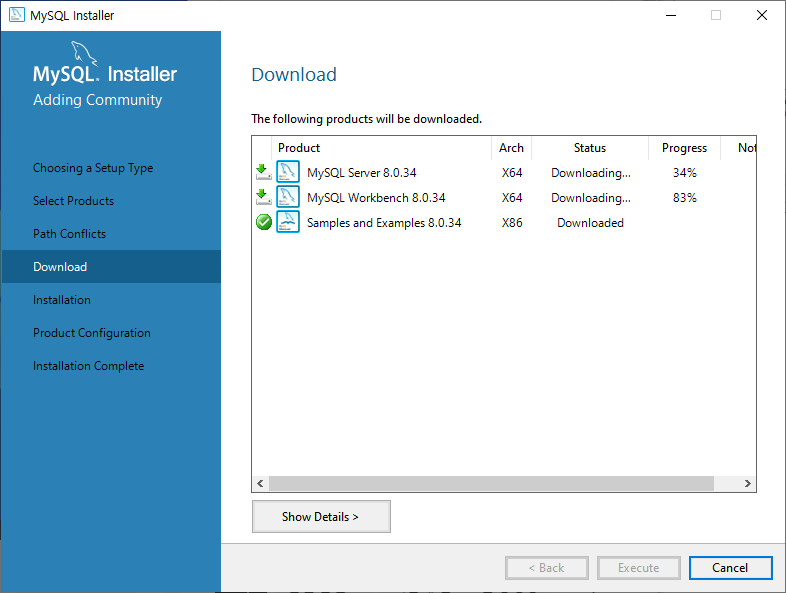 MySQL Installer
MySQL. Installer
Adding Community
Choosing a Setup Type
Select Products
Path Conflicts
Download
Installation
Product Configuration
Installation Complete
Download
The following products will be downloaded.
Product Arch Status Progress Not
MySQL Server 8.0.34 X64 Downloading... 34%
MySQL Workbench 8.0.34 X64 Downloading... 83%
Samples and Examples 8.0.34 X86 Downloaded
Show Details >
< Back Execute Cancel